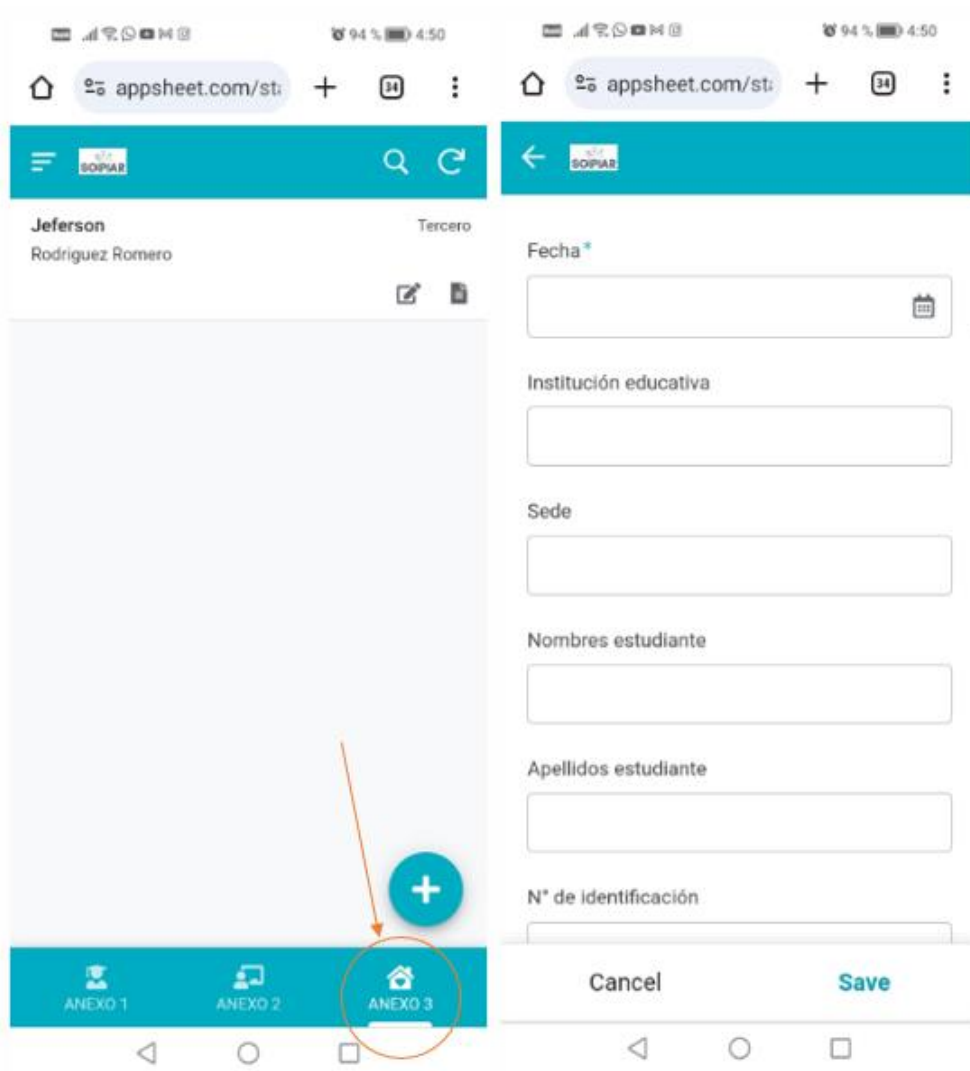 94 % 4:50
appsheet.com/st
34
SOIPIAR
Jeferson
Tercero
Rodriguez Romero
ANEXO 1
ANEXO 2
ANEXO 3
94 % 4:50
appsheet.com/st
34
SOIPIAR
Fecha*
Institución educativa
Sede
Nombres estudiante
Apellidos estudiante
N° de identificación
Cancel
Save